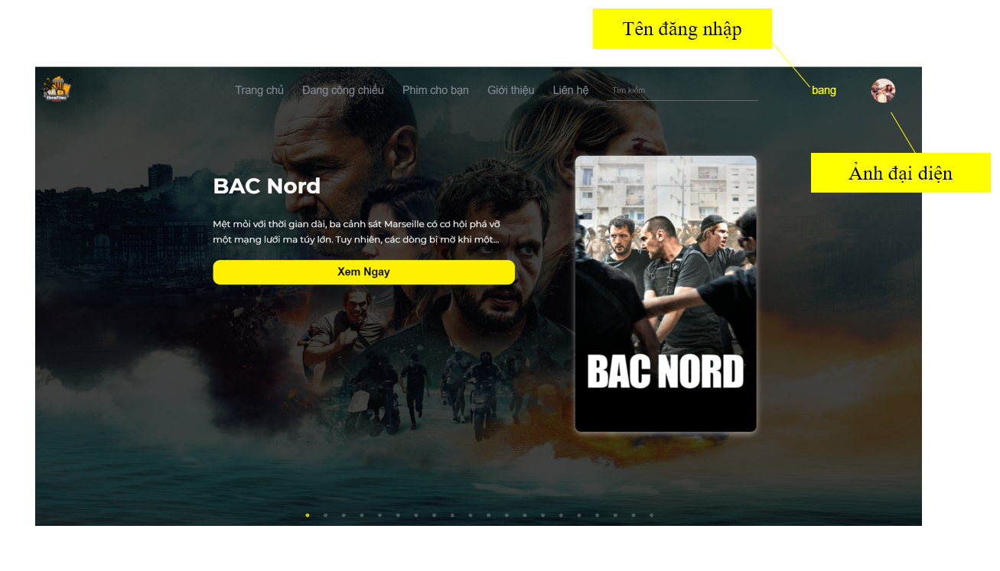 Tên đăng nhập
Trang chủ Đang công chiếu Phim cho bạn Giới thiệu Liên hệ Tìm kiếm bang
Ảnh đại diện
BAC Nord
Mệt mỏi với thời gian dài, ba cảnh sát Marseille có cơ hội phá vỡ
một mạng lưới ma túy lớn. Tuy nhiên, các dòng bị mờ khi một...
Xem Ngay
BAC NORD